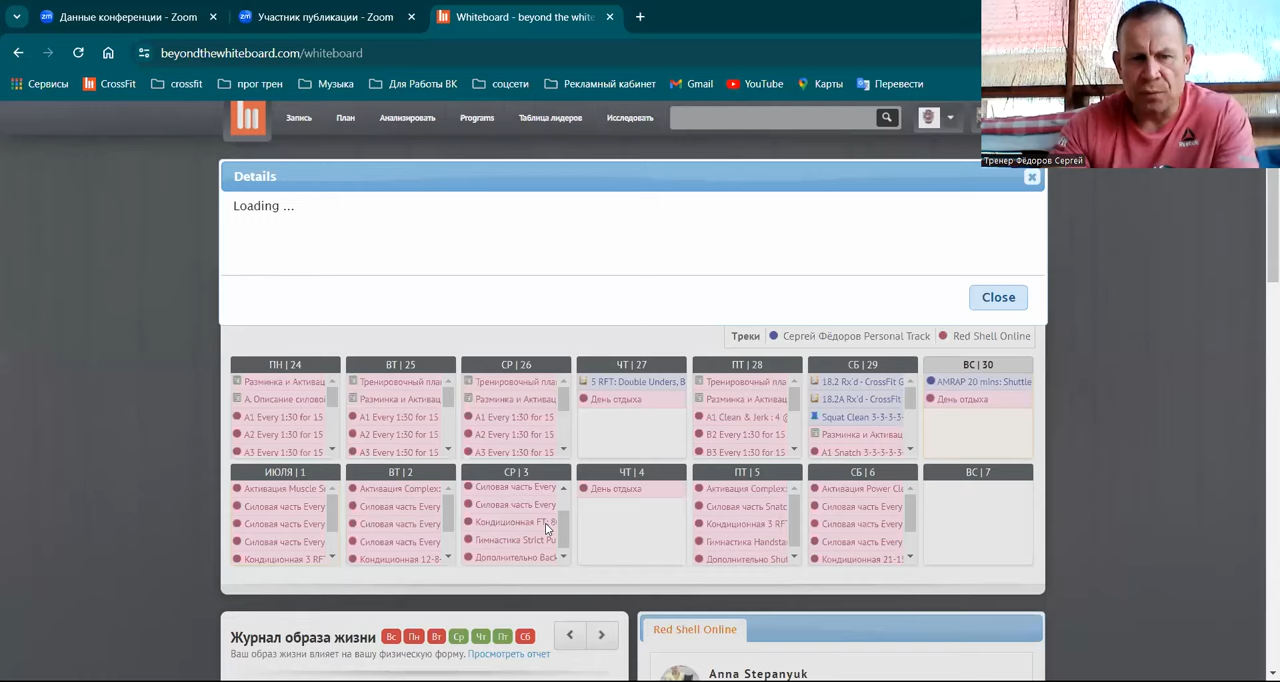 Данные конференции - Zoom
Участник публикации - Zoom
Whiteboard - beyond the white
beyondthewhiteboard.com/whiteboard
Сервисы CrossFit crossfit прог трен Музыка Для Работы ВК соцсети Рекламный кабинет Gmail YouTube Карты Перевести
Тренер Фёдоров Сергей
Запись План Анализировать Programs Таблица лидеров Исследовать
Details
Loading ...
Close
Треки Сергей Фёдоров Personal Track Red Shell Online
ПН | 24 ВТ | 25 СР | 26 ЧТ | 27 ПТ | 28 СБ | 29 ВС | 30
Разминка и Активац Тренировочный пла Тренировочный пла 5 RFT: Double Unders, B Тренировочный пла 18.2 Rx'd - CrossFit G AMRAP 20 mins: Shuttle
А. Описание силовой Разминка и Активац Разминка и Активац День отдыха Разминка и Активац 18.2A Rx'd - CrossFit День отдыха
A1 Every 1:30 for 15 A1 Every 1:30 for 15 A1 Every 1:30 for 15 A1 Clean & Jerk : 4 @ Squat Clean 3-3-3-
A2 Every 1:30 for 15 A2 Every 1:30 for 15 A2 Every 1:30 for 15 B2 Every 1:30 for 15 Разминка и Активац
A3 Every 1:30 for 15 A3 Every 1:30 for 15 A3 Every 1:30 for 15 B3 Every 1:30 for 15 A1 Snatch 3-3-3-3-
ИЮЛЯ | 1 ВТ | 2 СР | 3 ЧТ | 4 ПТ | 5 СБ | 6 ВС | 7
Активация Muscle S Активация Complex: Силовая часть Every День отдыха Активация Complex: Активация Power Cle
Силовая часть Every Силовая часть Every Силовая часть Every Силовая часть Snatc Силовая часть Every
Силовая часть Every Силовая часть Every Кондиционная FT: 8 Кондиционная 3 RF Силовая часть Every
Силовая часть Every Силовая часть Every Гимнастика Strict Pu Гимнастика Handsta Силовая часть Every
Кондиционная 3 RF Кондиционная 12-8- Дополнительно Back Дополнительно Shut Кондиционная 21-15
Журнал образа жизни Вс Пн Вт Ср Чт Пт Сб
Ваш образ жизни влияет на вашу физическую форму. Просмотреть отчет
Red Shell Online
Anna Stepanyuk